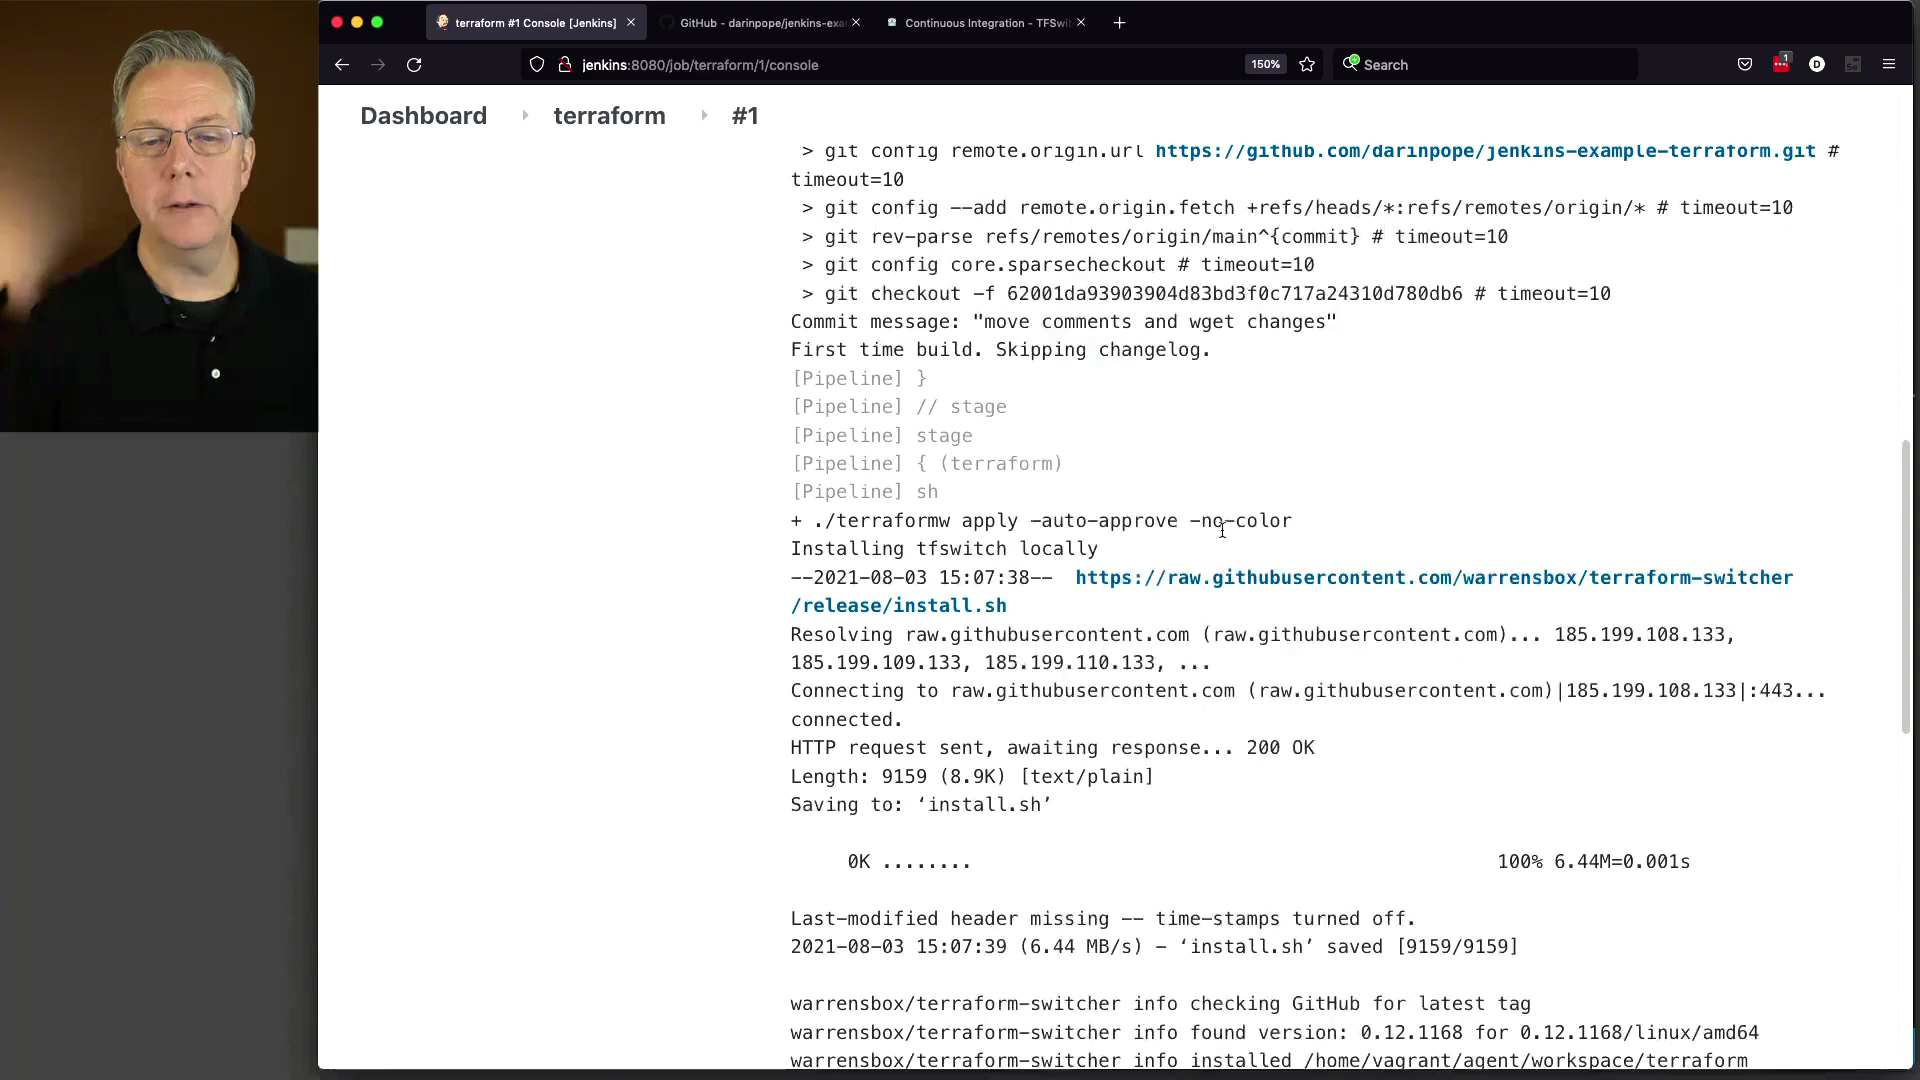 terraform #1 Console [Jenkins]
GitHub - darinpope/jenkins-exa
Continuous Integration - TFSwit
jenkins:8080/job/terraform/1/console
150%
Search
1
D
Se
Dashboard
terraform
#1
> git config remote.origin.url https://github.com/darinpope/jenkins-example-terraform.git #
timeout=10
> git config --add remote.origin.fetch +refs/heads/*:refs/remotes/origin/* # timeout=10
> git rev-parse refs/remotes/origin/main^{commit} # timeout=10
> git config core.sparsecheckout # timeout=10
> git checkout -f 62001da93903904d83bd3f0c717a24310d780db6 # timeout=10
Commit message: "move comments and wget changes"
First time build. Skipping changelog.
[Pipeline] }
[Pipeline] // stage
[Pipeline] stage
[Pipeline] { (terraform)
[Pipeline] sh
+ ./terraformw apply -auto-approve -no-color
Installing tfswitch locally
--2021-08-03 15:07:38-- https://raw.githubusercontent.com/warrensbox/terraform-switcher
/release/install.sh
Resolving raw.githubusercontent.com (raw.githubusercontent.com)... 185.199.108.133,
185.199.109.133, 185.199.110.133, ...
Connecting to raw.githubusercontent.com (raw.githubusercontent.com)|185.199.108.133|:443...
connected.
HTTP request sent, awaiting response... 200 OK
Length: 9159 (8.9K) [text/plain]
Saving to: ‘install.sh’
0K ........ 100% 6.44M=0.001s
Last-modified header missing -- time-stamps turned off.
2021-08-03 15:07:39 (6.44 MB/s) - ‘install.sh’ saved [9159/9159]
warrensbox/terraform-switcher info checking GitHub for latest tag
warrensbox/terraform-switcher info found version: 0.12.1168 for 0.12.1168/linux/amd64
warrensbox/terraform-switcher info installed /home/vagrant/agent/workspace/terraform